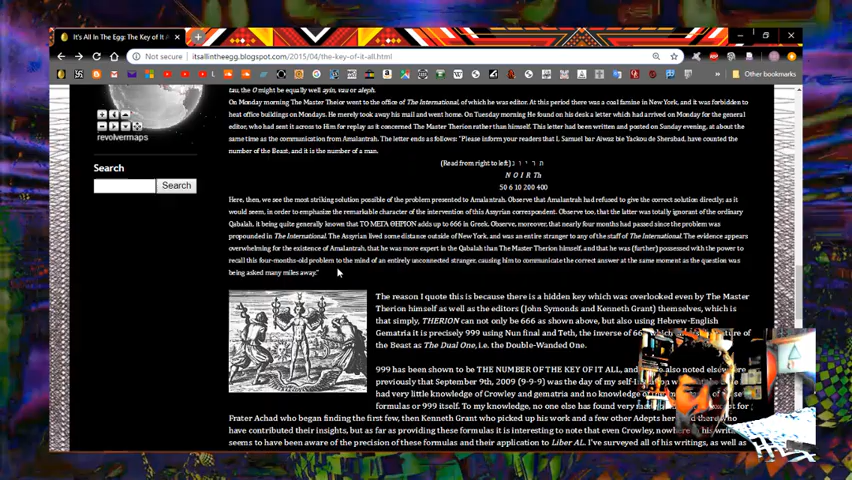 It's All In The Egg: The Key of It A
Not secure | itsallintheegg.blogspot.com/2015/04/the-key-of-it-all.html
Other bookmarks
tau, the O might be equally well ayin, vau or aleph.
On Monday morning The Master Therion went to the office of The International, of which he was editor. At this period there was a coal famine in New York, and it was forbidden to
heat office buildings on Mondays. He merely took away his mail and went home. On Tuesday morning He found on his desk a letter which had arrived on Monday for the general
editor, who had sent it across to Him for replay as it concerned The Master Therion rather than himself. This letter had been written and posted on Sunday evening, at about the
same time as the communication from Amalantrah. The letter ends as follows: "Please inform your readers that I, Samuel bar Aiwaz bie Yackou de Sherabad, have counted the
number of the Beast, and it is the number of a man.
revolvermaps
(Read from right to left) ת ר י ו נ
N O I R Th
50 6 10 200 400
Search
Search
Here, then, we see the most striking solution possible of the problem presented to Amalantrah. Observe that Amalantrah had refused to give the correct solution directly; as it
would seem, in order to emphasize the remarkable character of the intervention of this Assyrian correspondent. Observe too, that the latter was totally ignorant of the ordinary
Qabalah, it being quite generally known that TO ΜΕΓΑ ΘΗΡΙΟΝ adds up to 666 in Greek. Observe, moreover, that nearly four months had passed since the problem was
propounded in The International. The Assyrian lived some distance outside of New York, and was an entire stranger to any of the staff of The International. The evidence appears
overwhelming for the existence of Amalantrah, that he was more expert in the Qabalah than The Master Therion himself, and that he was (further) possessed with the power to
recall this four-months-old problem to the mind of an entirely unconnected stranger, causing him to communicate the correct answer at the same moment as the question was
being asked many miles away."
The reason I quote this is because there is a hidden key which was overlooked even by The Master
Therion himself as well as the editors (John Symonds and Kenneth Grant) themselves, which is
that simply, THERION can not only be 666 as shown above, but also using Hebrew-English
Gematria it is precisely 999 using Nun final and Teth, the inverse of 666 which is of
the Beast as The Dual One, i.e. the Double-Wanded One.
999 has been shown to be THE NUMBER OF THE KEY OF IT ALL, and also noted
previously that September 9th, 2009 (9-9-9) was the day of my self-
had very little knowledge of Crowley and gematria and no knowledge
formulas or 999 itself. To my knowledge, no one else has found very for
Frater Achad who began finding the first few, then Kenneth Grant who picked up his work and a few other Adepts who
have contributed their insights, but as far as providing these formulas it is interesting to note that even Crowley, nowhere in his
seems to have been aware of the precision of these formulas and their application to Liber AL. I've surveyed all of his writings, as well as